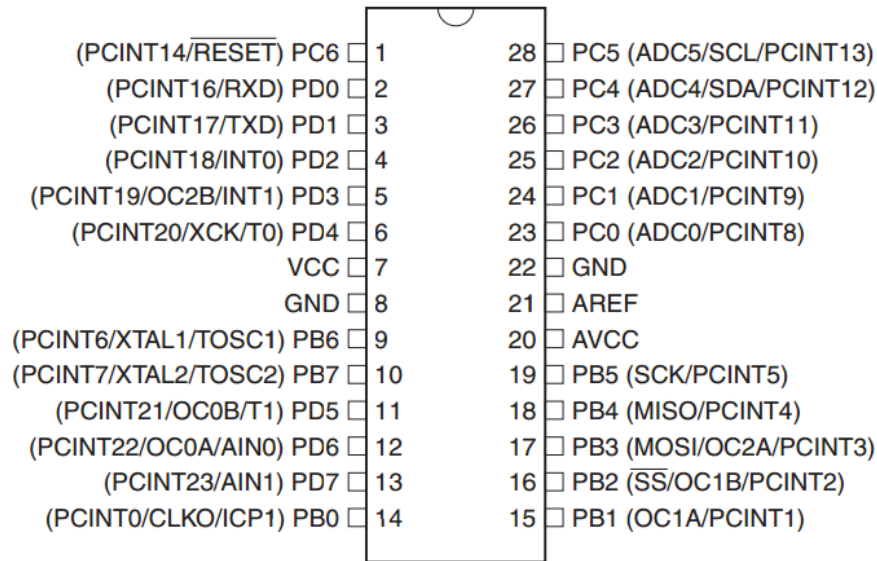 (PCINT14/RESET) PC6 1 28 PC5 (ADC5/SCL/PCINT13)
(PCINT16/RXD) PD0 2 27 PC4 (ADC4/SDA/PCINT12)
(PCINT17/TXD) PD1 3 26 PC3 (ADC3/PCINT11)
(PCINT18/INT0) PD2 4 25 PC2 (ADC2/PCINT10)
(PCINT19/OC2B/INT1) PD3 5 24 PC1 (ADC1/PCINT9)
(PCINT20/XCK/T0) PD4 6 23 PC0 (ADC0/PCINT8)
VCC 7 22 GND
GND 8 21 AREF
(PCINT6/XTAL1/TOSC1) PB6 9 20 AVCC
(PCINT7/XTAL2/TOSC2) PB7 10 19 PB5 (SCK/PCINT5)
(PCINT21/OC0B/T1) PD5 11 18 PB4 (MISO/PCINT4)
(PCINT22/OC0A/AIN0) PD6 12 17 PB3 (MOSI/OC2A/PCINT3)
(PCINT23/AIN1) PD7 13 16 PB2 (SS/OC1B/PCINT2)
(PCINT0/CLKO/ICP1) PB0 14 15 PB1 (OC1A/PCINT1)